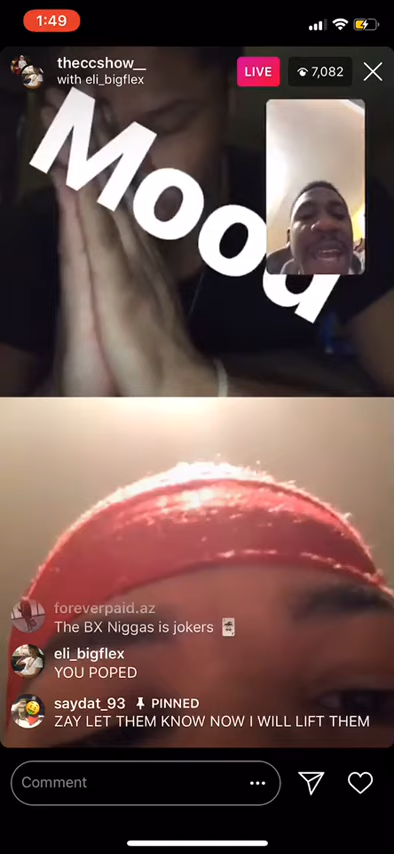 1:49
theccshow__
with eli_bigflex
LIVE
7,082
Mood
foreverpaid.az
The BX Niggas is jokers 🃏
eli_bigflex
YOU POPED
saydat_93 📌 PINNED
ZAY LET THEM KNOW NOW I WILL LIFT THEM
Comment